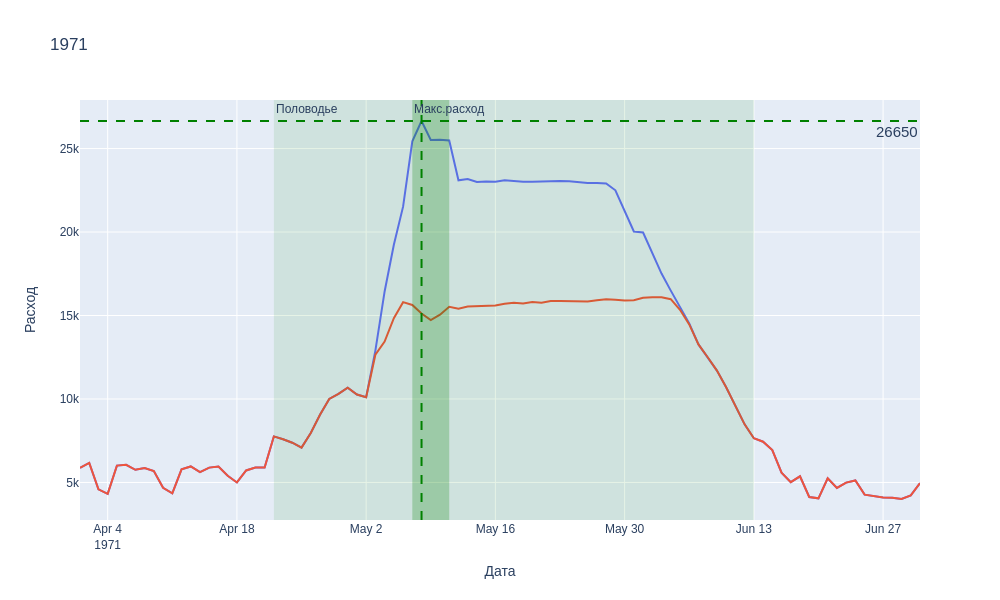 1971
Половодье
Макс.расход
26650
25k
20k
15k
10k
5k
Расход
Apr 4
1971
Apr 18
May 2
May 16
May 30
Jun 13
Jun 27
Дата